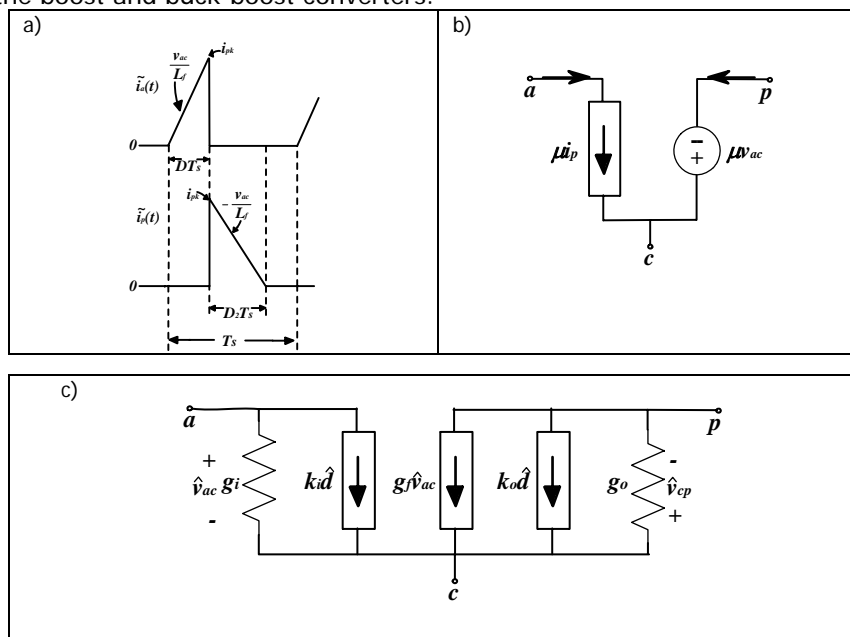 the boost and buck-boost converters.
a)
i_pk
v_ac
L_f
ĩ_a(t)
0
DT_s
i_pk
- v_ac
L_f
ĩ_p(t)
0
D₂T_s
T_s
b)
a
p
μi_p
-
+
μv_ac
c
c)
a
p
+
v̂_ac
-
g_i
k_i d̂
g_f v̂_ac
k_o d̂
g_o
-
v̂_cp
+
c